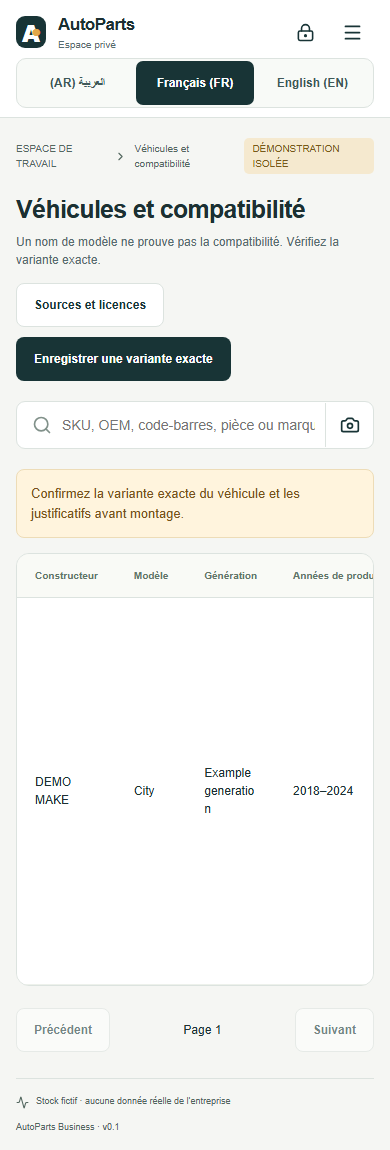 AutoParts
Espace privé
العربية (AR)
Français (FR)
English (EN)
ESPACE DE
TRAVAIL
Véhicules et
compatibilité
DÉMONSTRATION
ISOLÉE
Véhicules et compatibilité
Un nom de modèle ne prouve pas la compatibilité. Vérifiez la
variante exacte.
Sources et licences
Enregistrer une variante exacte
SKU, OEM, code-barres, pièce ou marqu
Confirmez la variante exacte du véhicule et les
justificatifs avant montage.
Constructeur
Modèle
Génération
Années de produ
DEMO
MAKE
City
Example
generatio
n
2018–2024
Précédent
Page 1
Suivant
Stock fictif · aucune donnée réelle de l'entreprise
AutoParts Business · v0.1